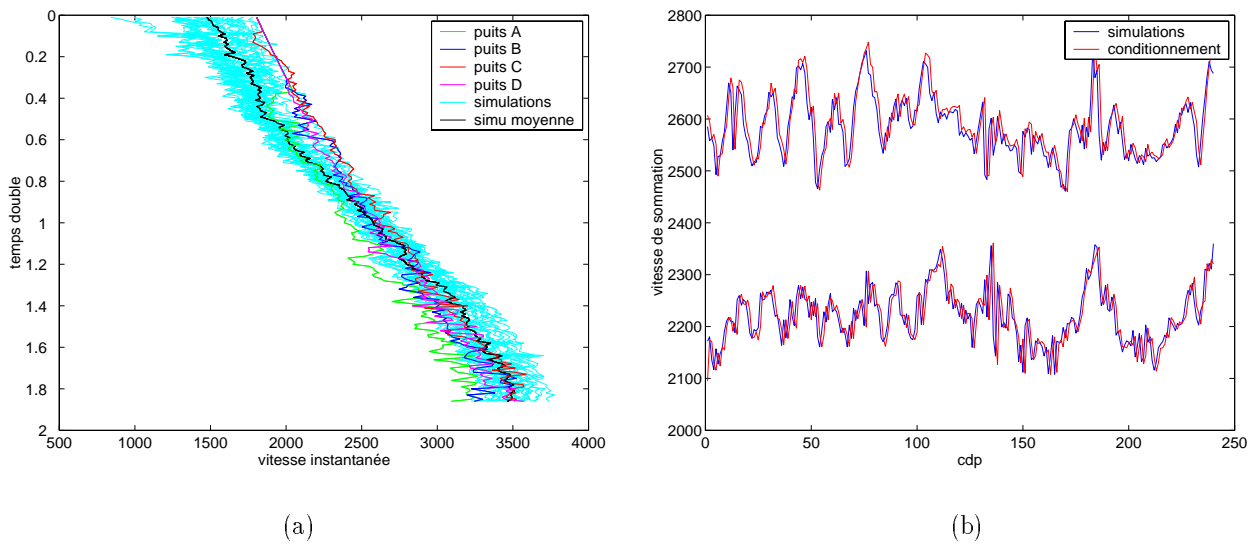 0
0.2
0.4
0.6
0.8
1
1.2
1.4
1.6
1.8
2
temps double
500 1000 1500 2000 2500 3000 3500 4000
vitesse instantanée
puits A
puits B
puits C
puits D
simulations
simu moyenne
(a)
2800
2700
2600
2500
2400
2300
2200
2100
2000
vitesse de sommation
0 50 100 150 200 250
cdp
simulations
conditionnement
(b)